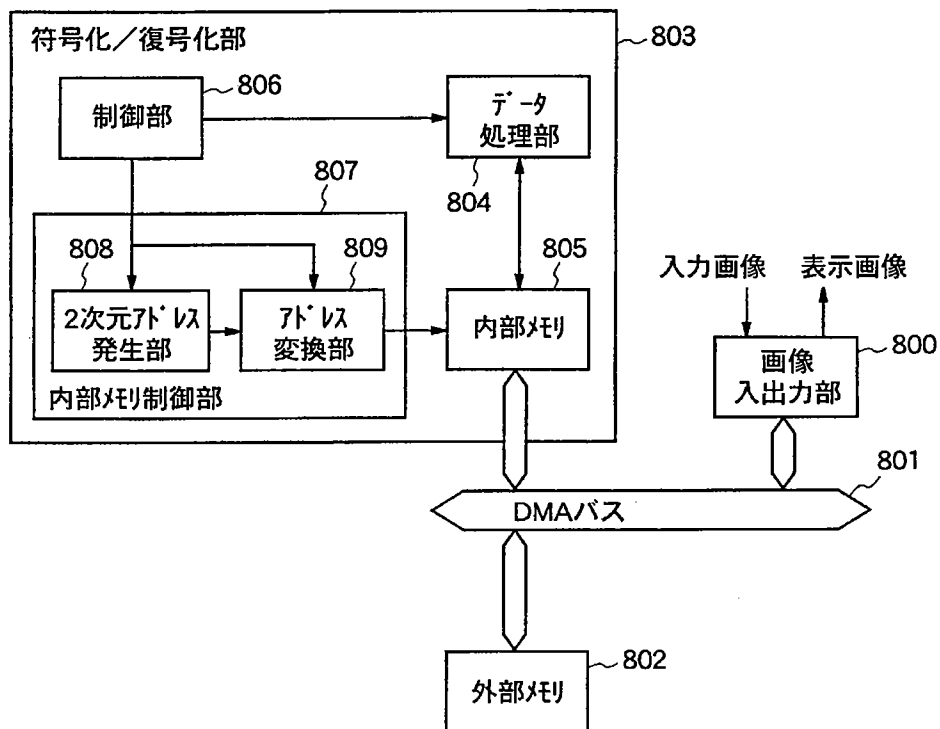 符号化／復号化部
803
制御部
806
ﾃﾞｰﾀ
処理部
804
807
808
2次元ｱﾄﾞﾚｽ
発生部
809
ｱﾄﾞﾚｽ
変換部
内部ﾒﾓﾘ制御部
805
内部ﾒﾓﾘ
入力画像
表示画像
画像
入出力部
800
801
DMAバス
802
外部ﾒﾓﾘ